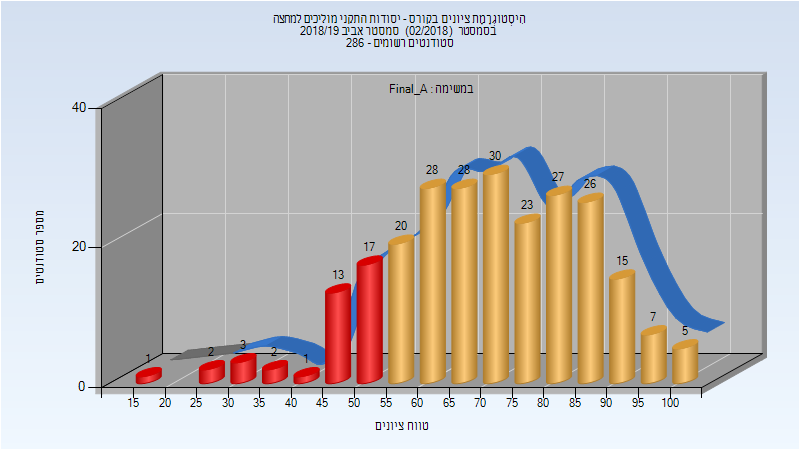 היסטוגרמת ציונים בקורס - יסודות התקני מוליכים למחצה
בסמסטר (02/2018) סמסטר אביב 2018/19
סטודנטים רשומים - 286
במשימה : Final_A
מספר סטודנטים
40
20
0
1
2
3
2
1
13
17
20
28
28
30
23
27
26
15
7
5
15 20 25 30 35 40 45 50 55 60 65 70 75 80 85 90 95 100
טווח ציונים